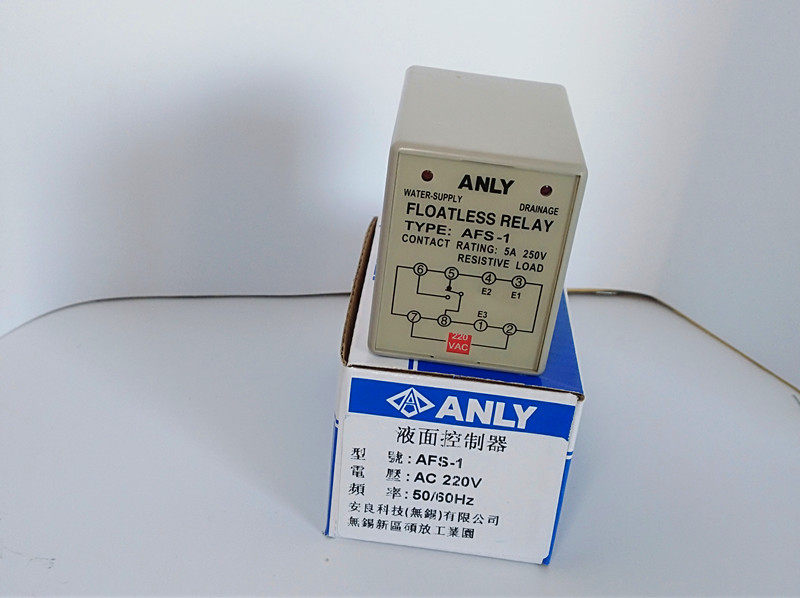 ANLY
WATER-SUPPLY
DRAINAGE
FLOATLESS RELAY
TYPE: AFS-1
CONTACT RATING: 5A 250V
RESISTIVE LOAD
6 5 4 3
E2 E1
E3
7 8 1 2
220
VAC
ANLY
液面控制器
型 號: AFS-1
電 壓: AC 220V
頻 率: 50/60Hz
安良科技(無錫)有限公司
無錫新區碩放工業園